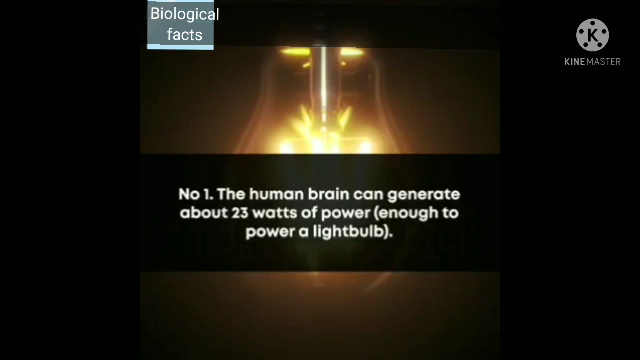 Biological
facts
K
KINEMASTER
No 1. The human brain can generate
about 23 watts of power (enough to
power a lightbulb).